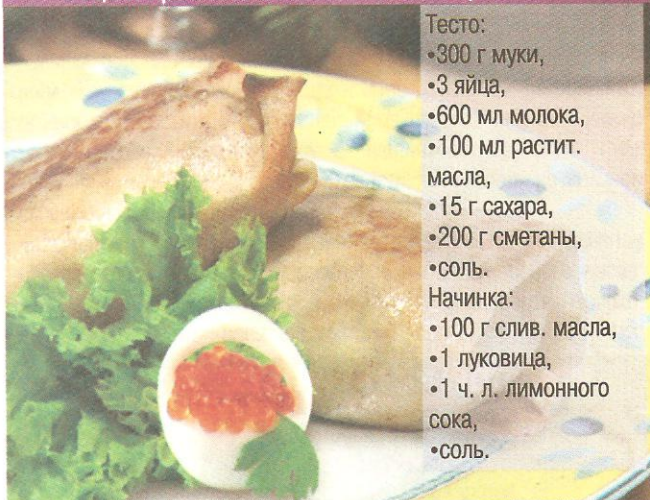 Тесто:
•300 г муки,
•3 яйца,
•600 мл молока,
•100 мл растит.
масла,
•15 г сахара,
•200 г сметаны,
•соль.
Начинка:
•100 г слив. масла,
•1 луковица,
•1 ч. л. лимонного
сока,
•соль.